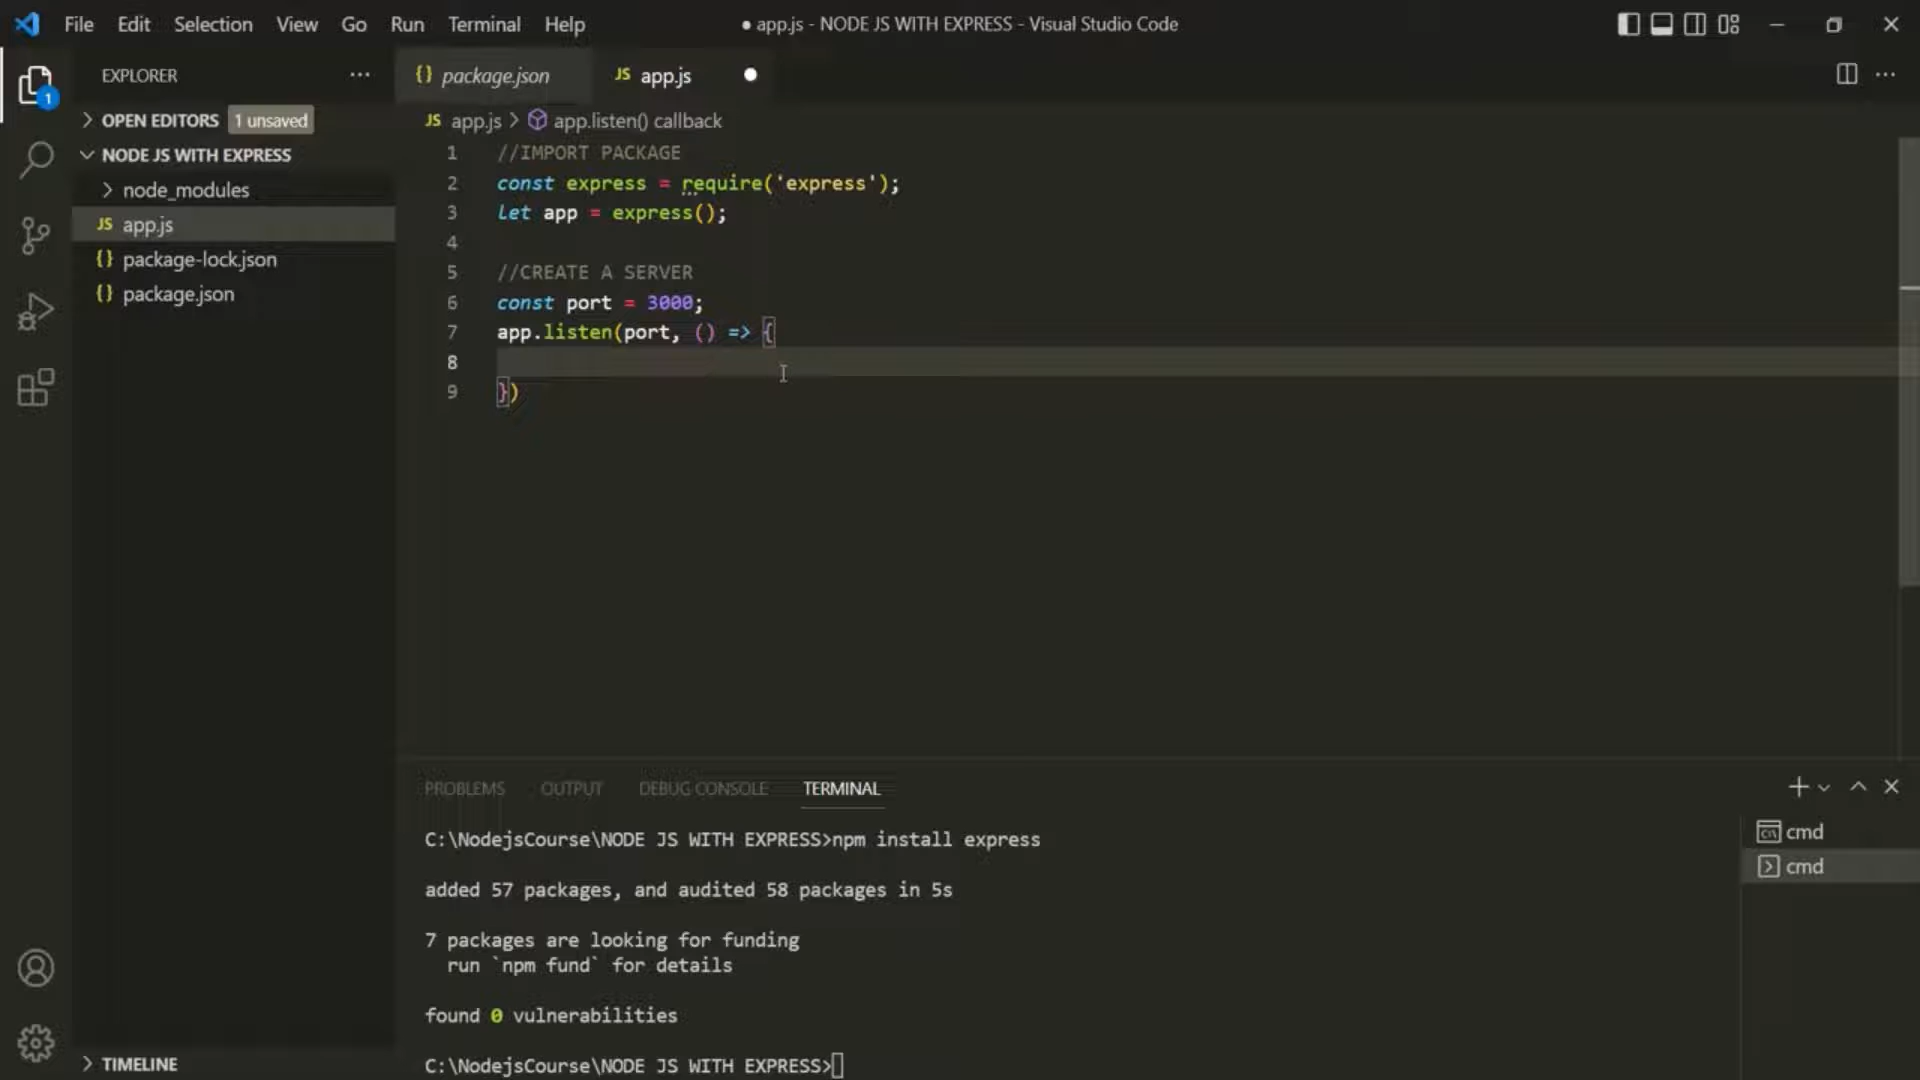 File Edit Selection View Go Run Terminal Help
● app.js - NODE JS WITH EXPRESS - Visual Studio Code
EXPLORER
1
OPEN EDITORS 1 unsaved
NODE JS WITH EXPRESS
node_modules
JS app.js
{} package-lock.json
{} package.json
TIMELINE
{} package.json JS app.js
JS app.js > app.listen() callback
1 //IMPORT PACKAGE
2 const express = require('express');
3 let app = express();
4
5 //CREATE A SERVER
6 const port = 3000;
7 app.listen(port, () => {
8
9 })
PROBLEMS OUTPUT DEBUG CONSOLE TERMINAL
C:\NodejsCourse\NODE JS WITH EXPRESS>npm install express
added 57 packages, and audited 58 packages in 5s
7 packages are looking for funding
run `npm fund` for details
found 0 vulnerabilities
C:\NodejsCourse\NODE JS WITH EXPRESS>
cmd
cmd